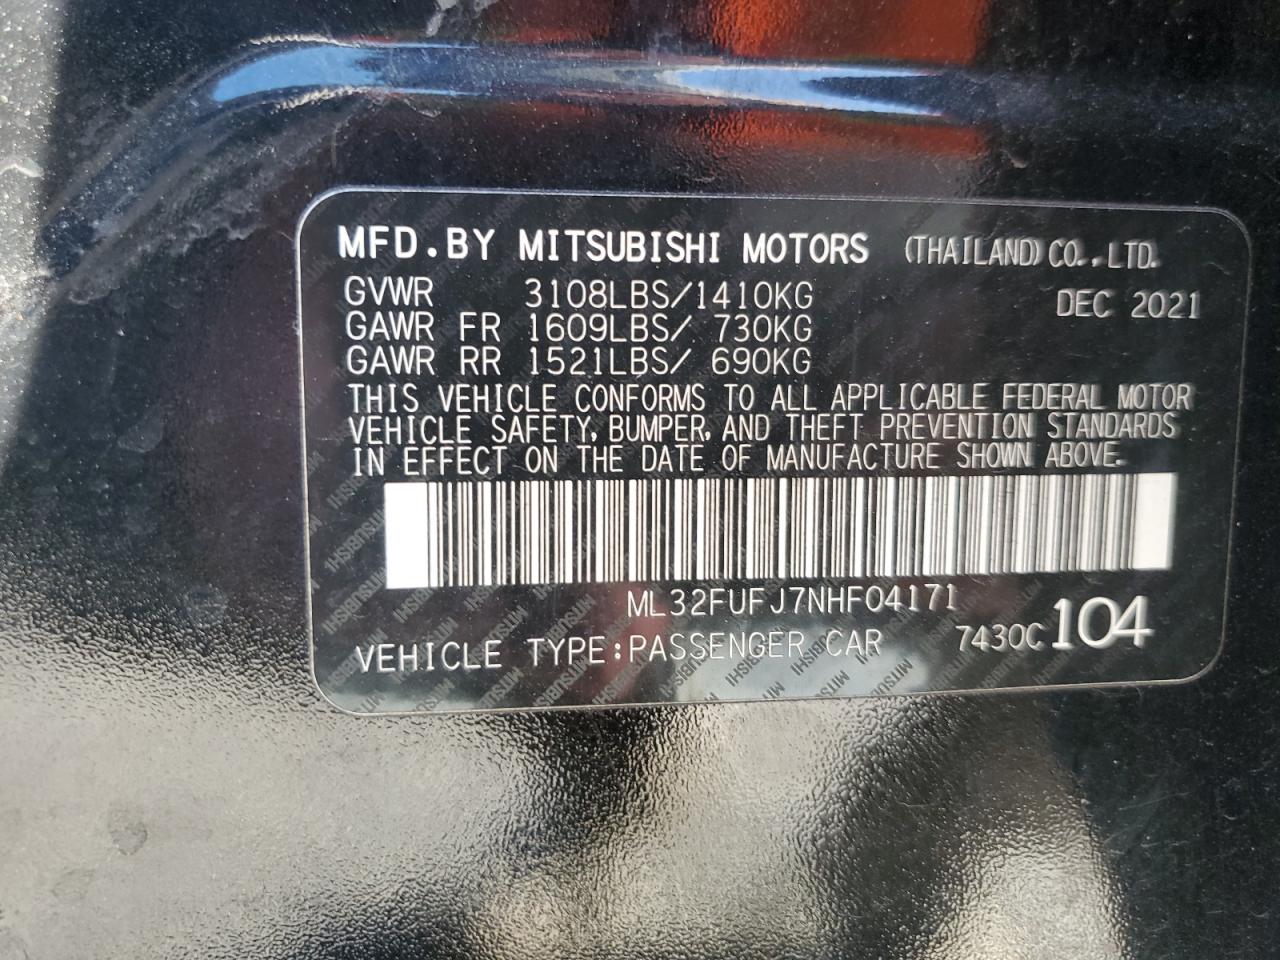 MFD.BY MITSUBISHI MOTORS (THAILAND) CO.,LTD.
GVWR 3108LBS/1410KG DEC 2021
GAWR FR 1609LBS/ 730KG
GAWR RR 1521LBS/ 690KG
THIS VEHICLE CONFORMS TO ALL APPLICABLE FEDERAL MOTOR
VEHICLE SAFETY, BUMPER, AND THEFT PREVENTION STANDARDS
IN EFFECT ON THE DATE OF MANUFACTURE SHOWN ABOVE.
ML32FUFJ7NHF04171
VEHICLE TYPE:PASSENGER CAR 7430C 104